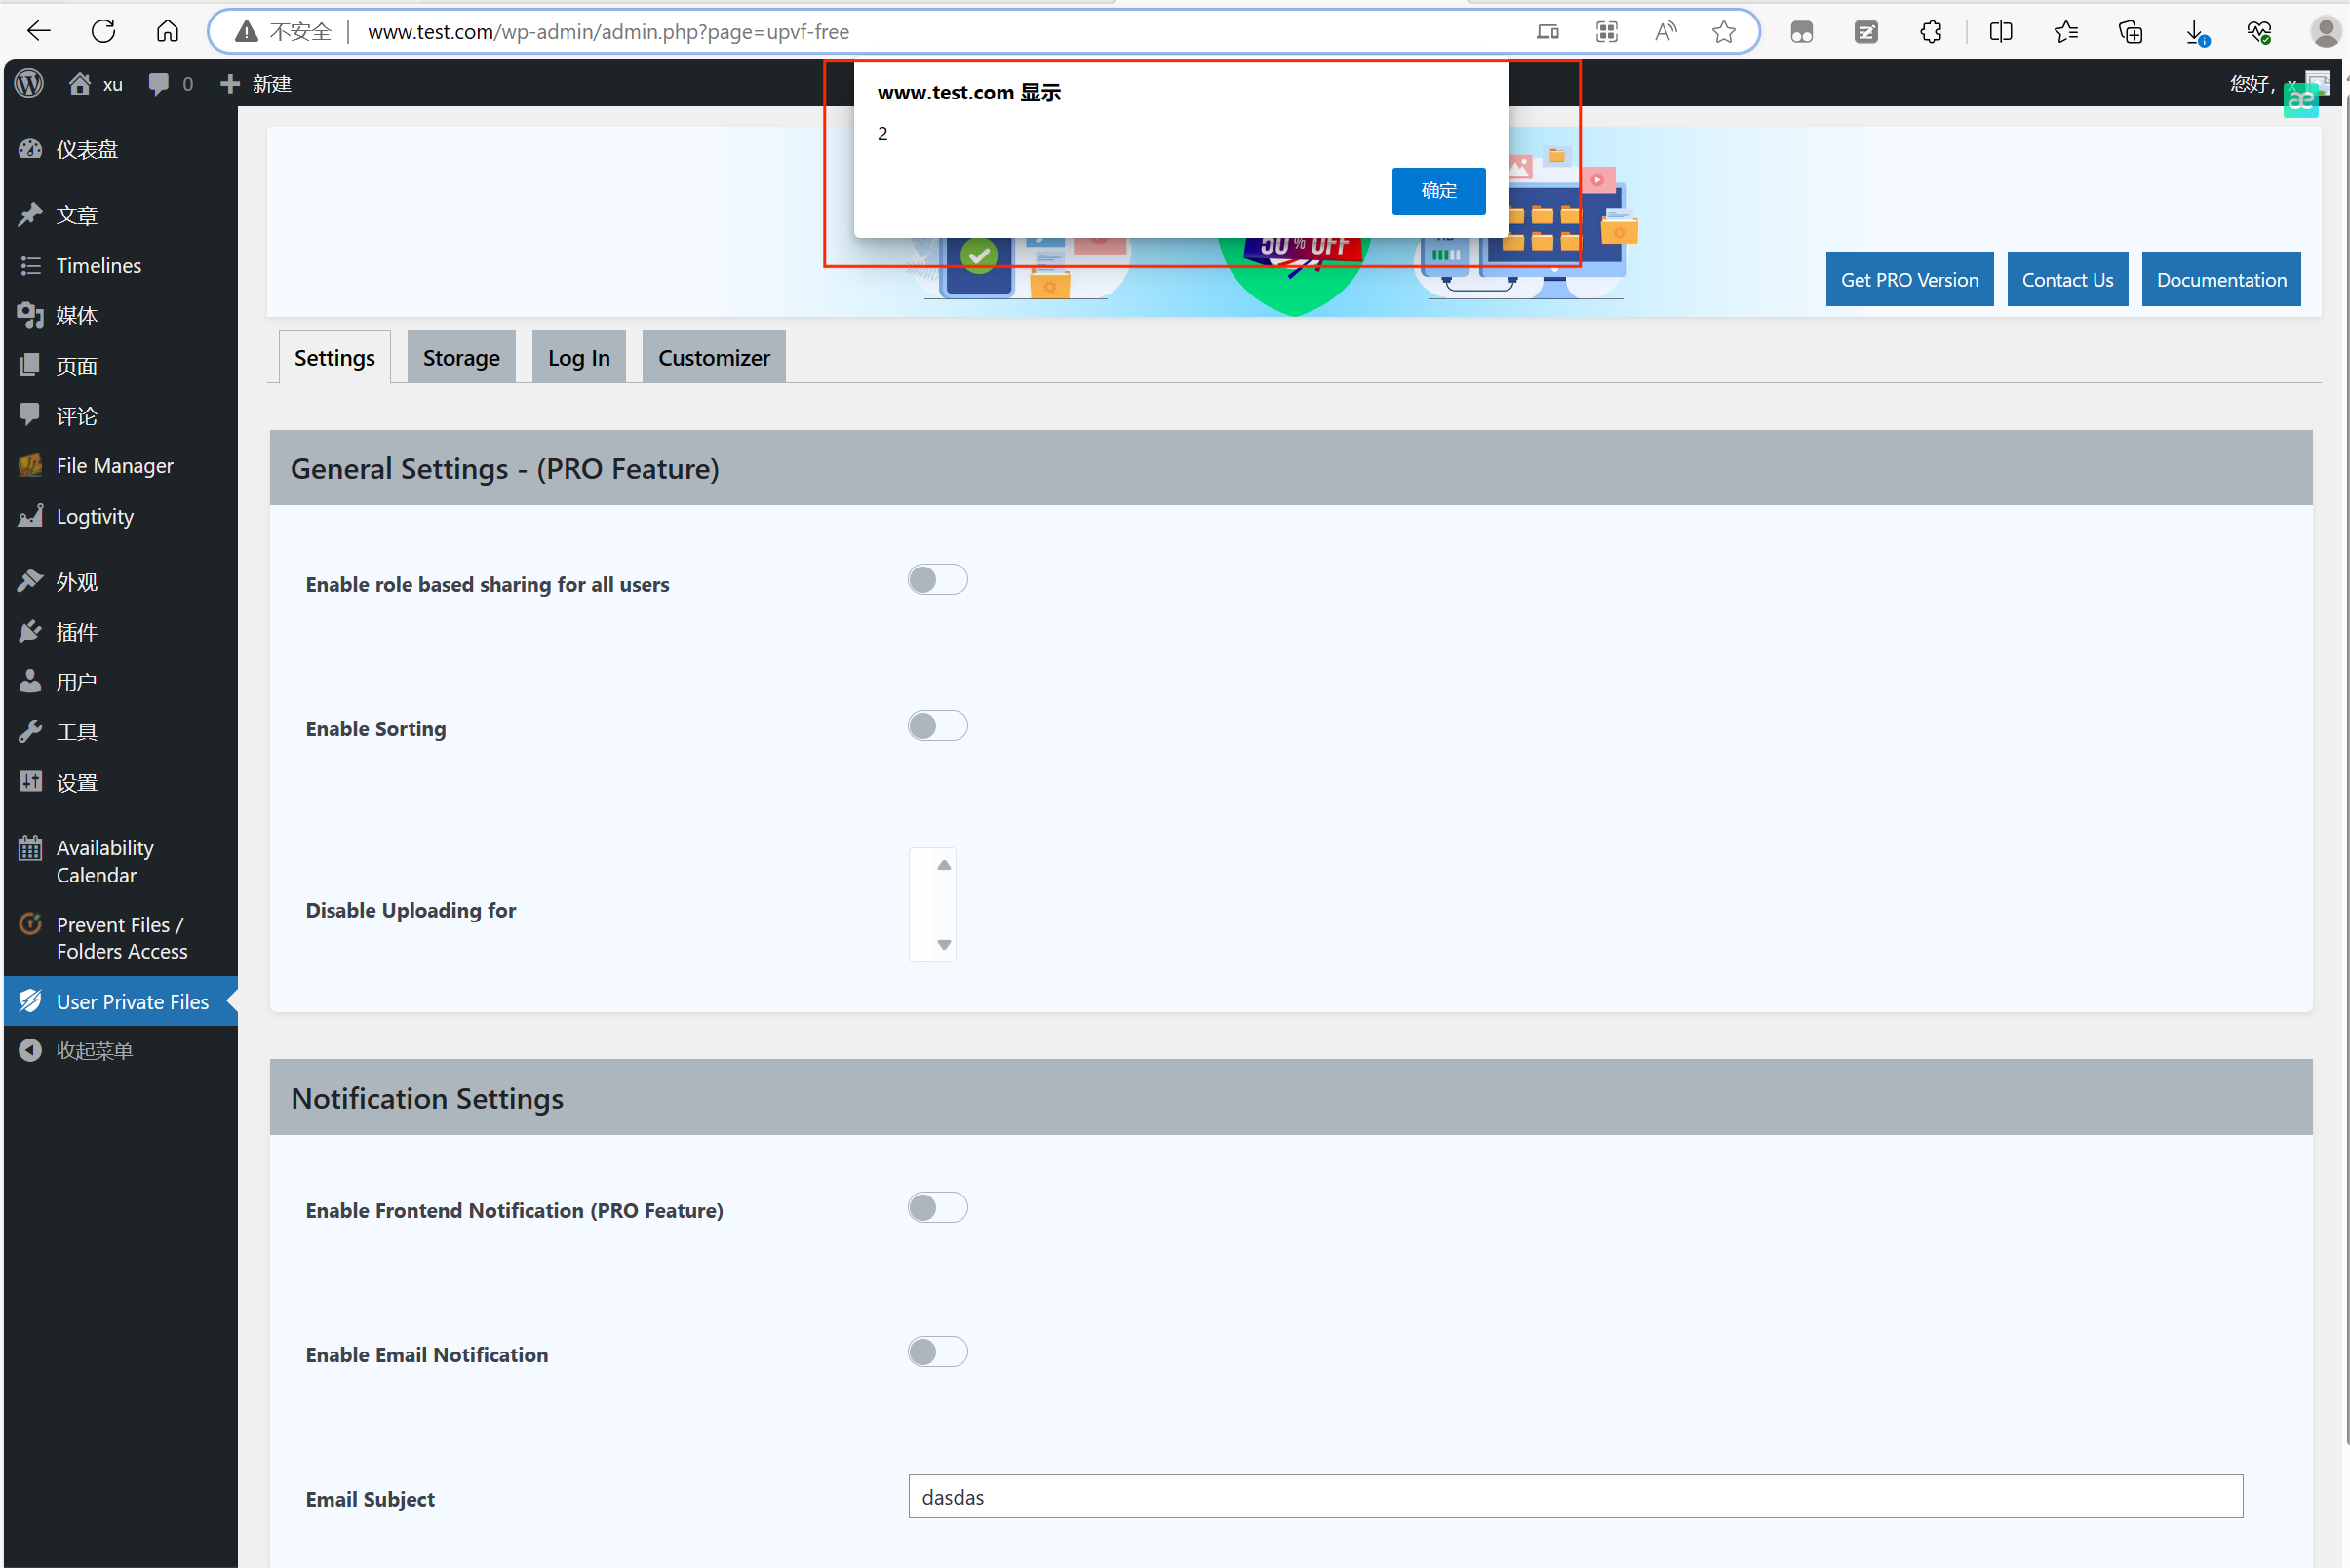 不安全 www.test.com/wp-admin/admin.php?page=upvf-free
xu 0 新建
您好, x
www.test.com 显示
2
确定
50% OFF
Get PRO Version Contact Us Documentation
仪表盘
文章
Timelines
媒体
页面
评论
File Manager
Logtivity
外观
插件
用户
工具
设置
Availability
Calendar
Prevent Files /
Folders Access
User Private Files
收起菜单
Settings Storage Log In Customizer
General Settings - (PRO Feature)
Enable role based sharing for all users
Enable Sorting
Disable Uploading for
Notification Settings
Enable Frontend Notification (PRO Feature)
Enable Email Notification
Email Subject dasdas